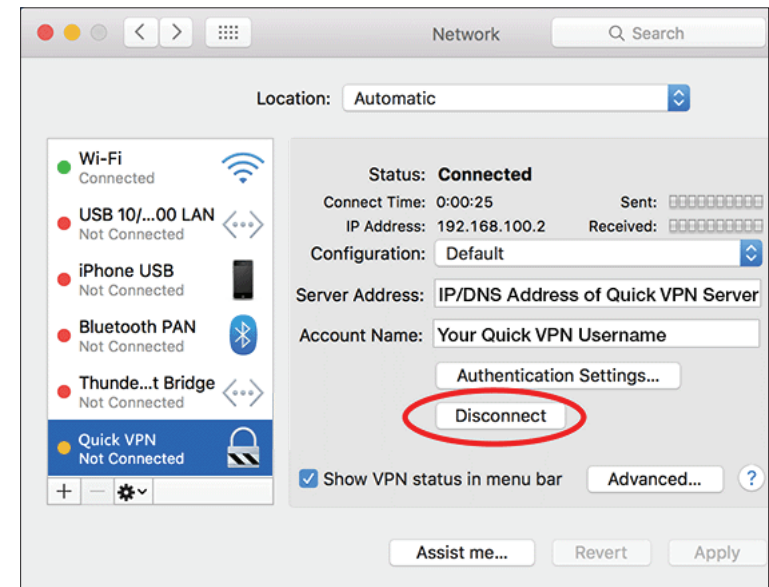 Network
Search
Location: Automatic
Wi-Fi
Connected
USB 10/...00 LAN
Not Connected
iPhone USB
Not Connected
Bluetooth PAN
Not Connected
Thunde...t Bridge
Not Connected
Quick VPN
Not Connected
Status: Connected
Connect Time: 0:00:25 Sent:
IP Address: 192.168.100.2 Received:
Configuration: Default
Server Address: IP/DNS Address of Quick VPN Server
Account Name: Your Quick VPN Username
Authentication Settings...
Disconnect
Show VPN status in menu bar Advanced... ?
Assist me... Revert Apply